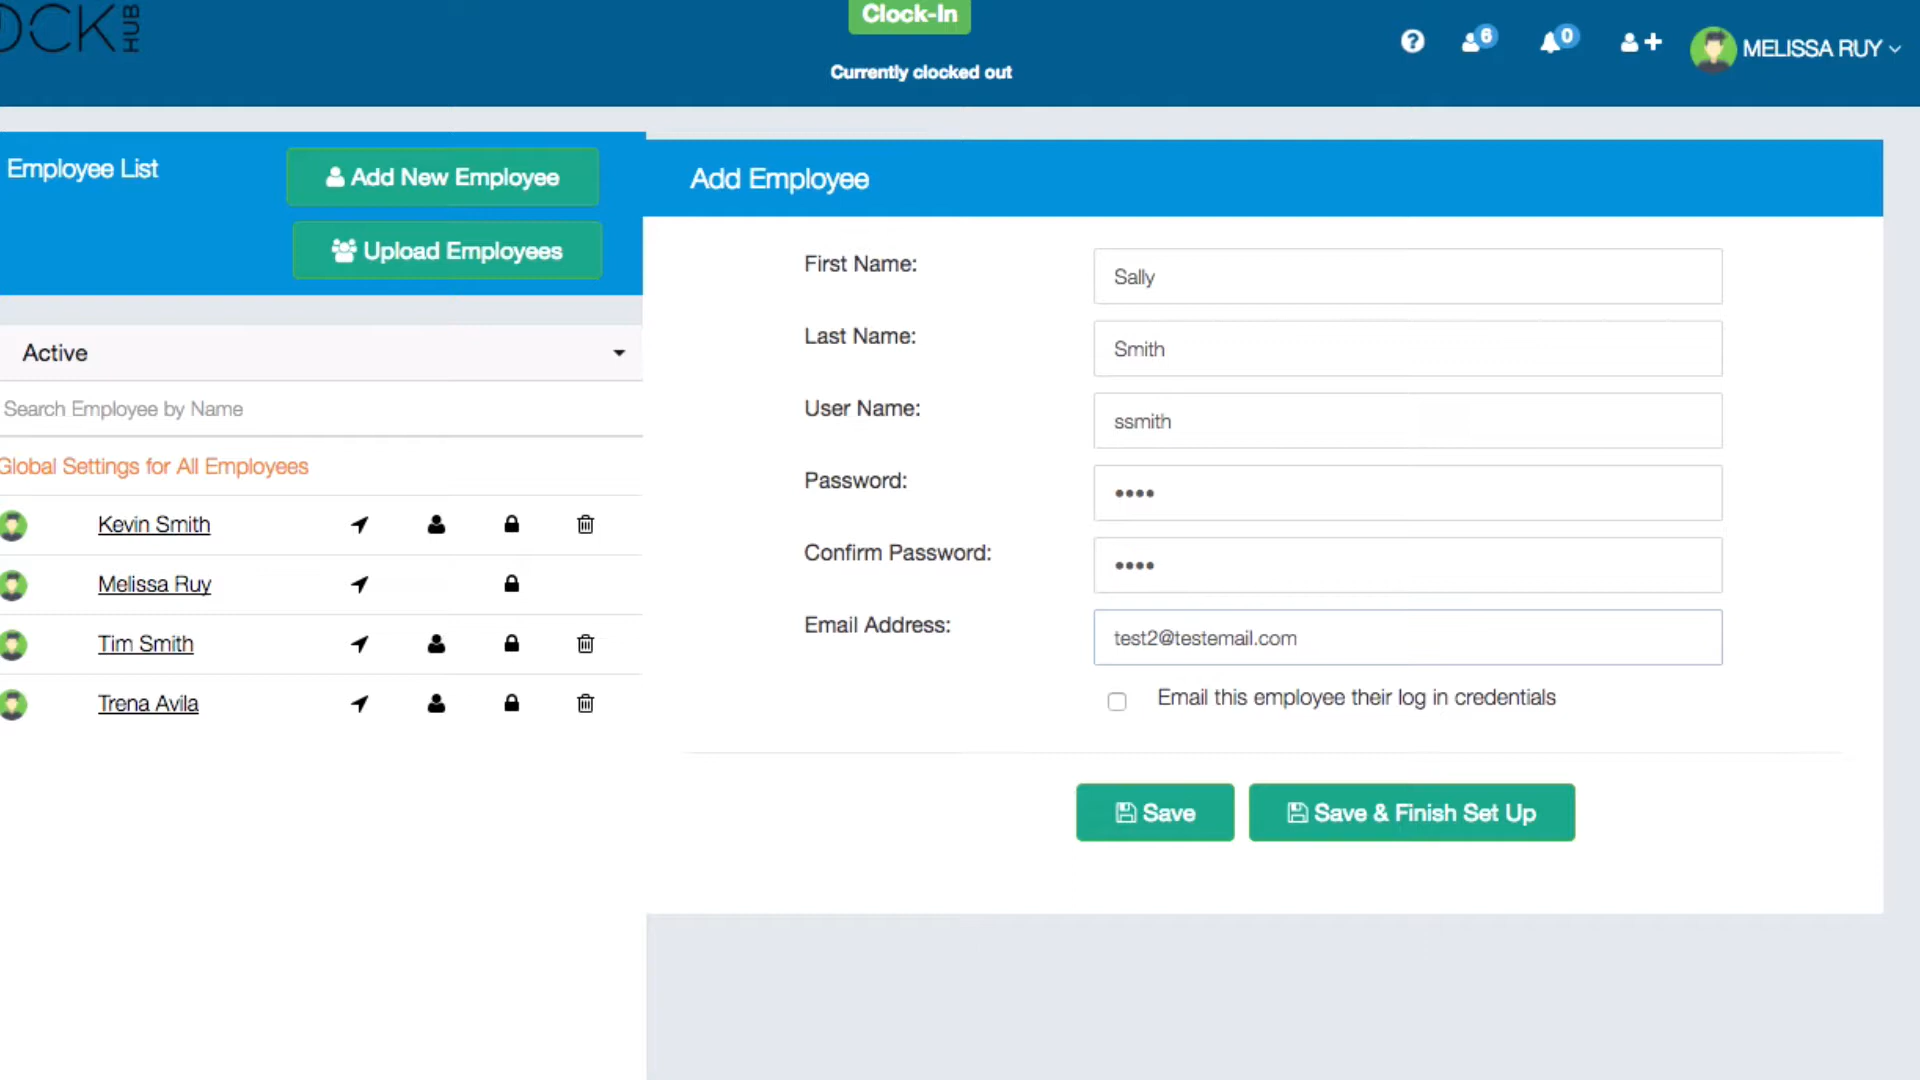 OCK HUB
Clock-In
Currently clocked out
6
0
MELISSA RUY
Employee List
Add New Employee
Upload Employees
Active
Search Employee by Name
Global Settings for All Employees
Kevin Smith
Melissa Ruy
Tim Smith
Trena Avila
Add Employee
First Name:
Sally
Last Name:
Smith
User Name:
ssmith
Password:
••••
Confirm Password:
••••
Email Address:
test2@testemail.com
Email this employee their log in credentials
Save
Save & Finish Set Up